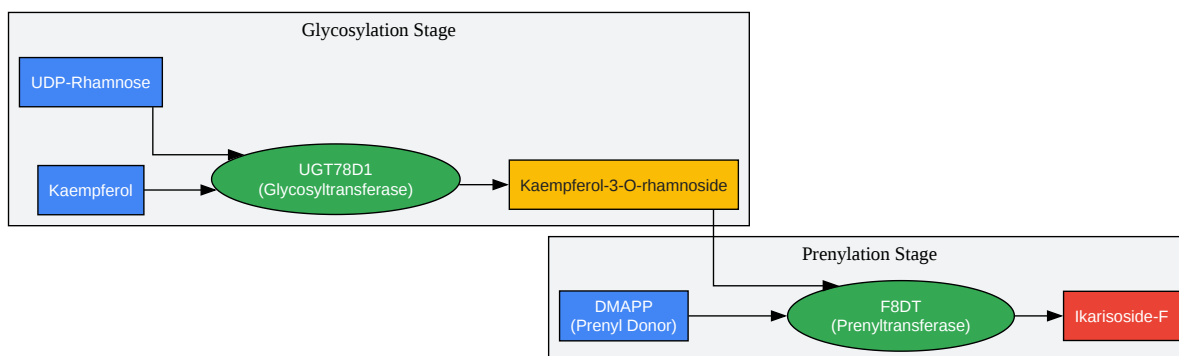 Glycosylation Stage
UDP-Rhamnose
Kaempferol
UGT78D1
(Glycosyltransferase)
Kaempferol-3-O-rhamnoside
Prenylation Stage
DMAPP
(Prenyl Donor)
F8DT
(Prenyltransferase)
Ikarisoside-F